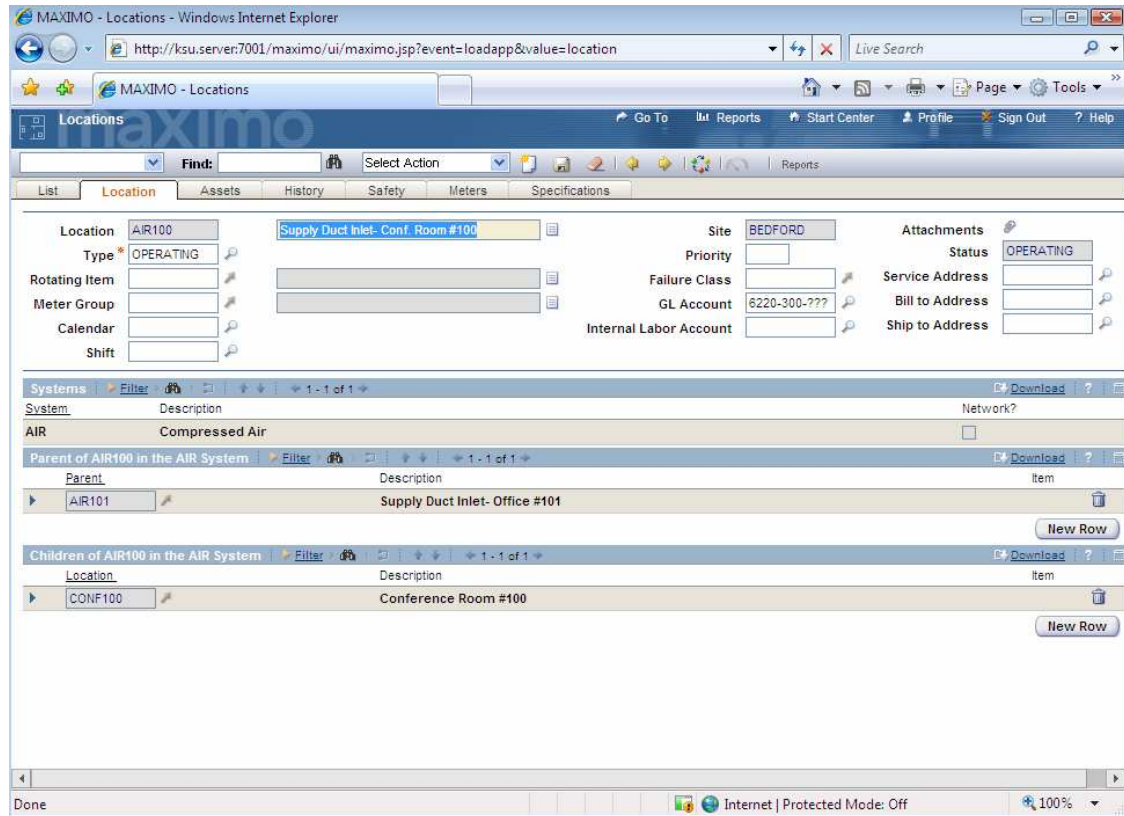 MAXIMO - Locations - Windows Internet Explorer
http://ksu.server:7001/maximo/ui/maximo.jsp?event=loadapp&value=location Live Search
MAXIMO - Locations Page Tools »
Locations maximo Go To Reports Start Center Profile Sign Out ? Help
Find: Select Action Reports
List Location Assets History Safety Meters Specifications
Location AIR100 Supply Duct Inlet- Conf. Room #100 Site BEDFORD Attachments
Type * OPERATING Priority Status OPERATING
Rotating Item Failure Class Service Address
Meter Group GL Account 6220-300-??? Bill to Address
Calendar Internal Labor Account Ship to Address
Shift
Systems Filter 1 - 1 of 1 Download ?
System Description Network?
AIR Compressed Air
Parent of AIR100 in the AIR System Filter 1 - 1 of 1 Download ?
Parent Description Item
AIR101 Supply Duct Inlet- Office #101
New Row
Children of AIR100 in the AIR System Filter 1 - 1 of 1 Download ?
Location Description Item
CONF100 Conference Room #100
New Row
Done Internet | Protected Mode: Off 100%